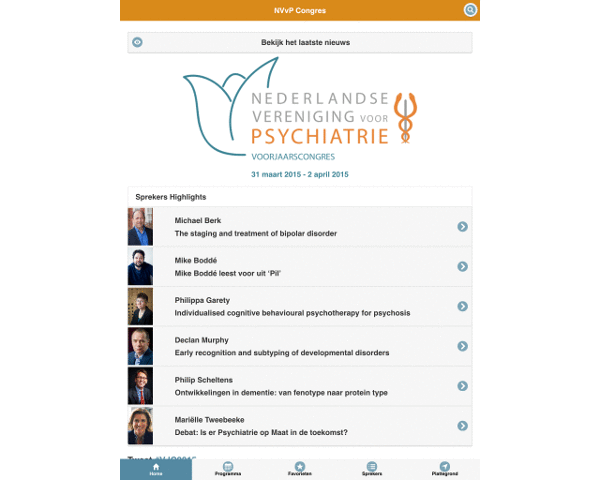 NVvP Congres
Bekijk het laatste nieuws
NEDERLANDSE
VERENIGING VOOR
PSYCHIATRIE
VOORJAARSCONGRES
31 maart 2015 - 2 april 2015
Sprekers Highlights
Michael Berk
The staging and treatment of bipolar disorder
Mike Boddé
Mike Boddé leest voor uit 'Pil'
Philippa Garety
Individualised cognitive behavioural psychotherapy for psychosis
Declan Murphy
Early recognition and subtyping of developmental disorders
Philip Scheltens
Ontwikkelingen in dementie: van fenotype naar protein type
Mariëlle Tweebeeke
Debat: Is er Psychiatrie op Maat in de toekomst?
Home
Programma
Favorieten
Sprekers
Plattegrond